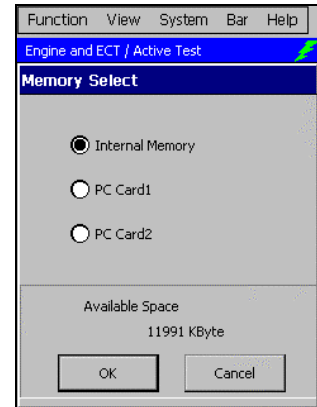 Function View System Bar Help
Engine and ECT / Active Test
Memory Select
Internal Memory
PC Card1
PC Card2
Available Space
11991 KByte
OK Cancel